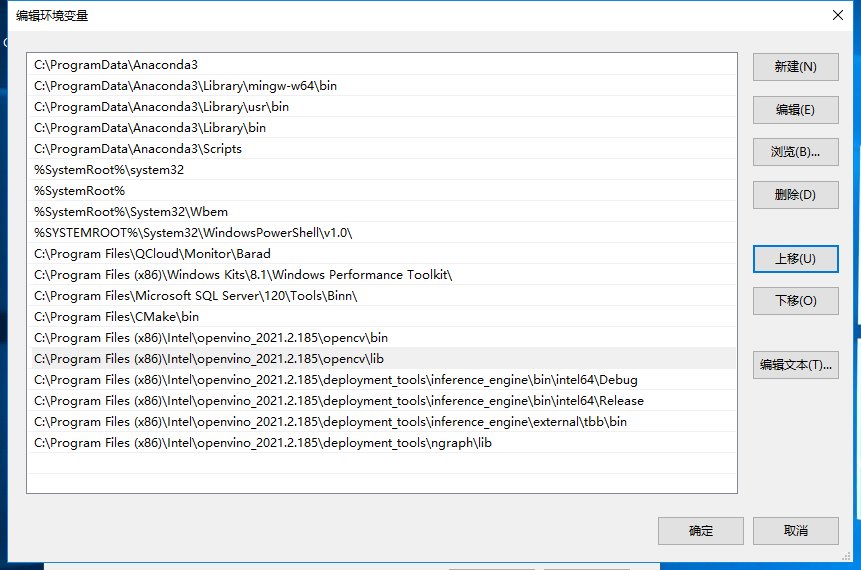 编辑环境变量
C:\ProgramData\Anaconda3
C:\ProgramData\Anaconda3\Library\mingw-w64\bin
C:\ProgramData\Anaconda3\Library\usr\bin
C:\ProgramData\Anaconda3\Library\bin
C:\ProgramData\Anaconda3\Scripts
%SystemRoot%\system32
%SystemRoot%
%SystemRoot%\System32\Wbem
%SYSTEMROOT%\System32\WindowsPowerShell\v1.0\
C:\Program Files\QCloud\Monitor\Barad
C:\Program Files (x86)\Windows Kits\8.1\Windows Performance Toolkit\
C:\Program Files\Microsoft SQL Server\120\Tools\Binn\
C:\Program Files\CMake\bin
C:\Program Files (x86)\Intel\openvino_2021.2.185\opencv\bin
C:\Program Files (x86)\Intel\openvino_2021.2.185\opencv\lib
C:\Program Files (x86)\Intel\openvino_2021.2.185\deployment_tools\inference_engine\bin\intel64\Debug
C:\Program Files (x86)\Intel\openvino_2021.2.185\deployment_tools\inference_engine\bin\intel64\Release
C:\Program Files (x86)\Intel\openvino_2021.2.185\deployment_tools\inference_engine\external\tbb\bin
C:\Program Files (x86)\Intel\openvino_2021.2.185\deployment_tools\ngraph\lib
新建(N)
编辑(E)
浏览(B)...
删除(D)
上移(U)
下移(O)
编辑文本(T)...
确定
取消